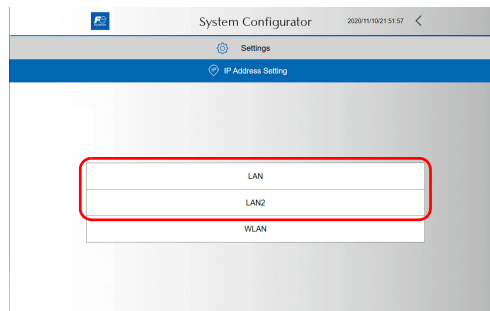 System Configurator 2020/11/10/21:51:57
Settings
IP Address Setting
LAN
LAN2
WLAN